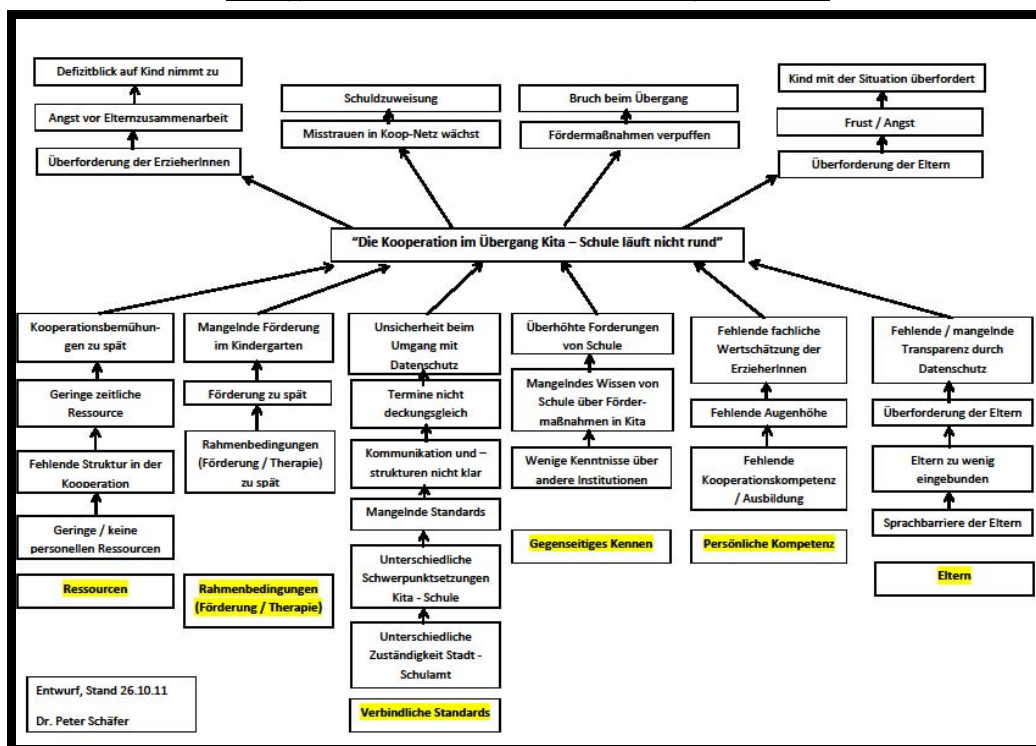 Defizitblick auf Kind nimmt zu
Angst vor Elternzusammenarbeit
Überforderung der ErzieherInnen
Schuldzuweisung
Misstrauen in Koop-Netz wächst
Bruch beim Übergang
Fördermaßnahmen verpuffen
Kind mit der Situation überfordert
Frust / Angst
Überforderung der Eltern
"Die Kooperation im Übergang Kita – Schule läuft nicht rund"
Kooperationsbemühun-
gen zu spät
Geringe zeitliche
Ressource
Fehlende Struktur in der
Kooperation
Geringe / keine
personellen Ressourcen
Ressourcen
Mangelnde Förderung
im Kindergarten
Förderung zu spät
Rahmenbedingungen
(Förderung / Therapie)
zu spät
Rahmenbedingungen
(Förderung / Therapie)
Unsicherheit beim
Umgang mit
Datenschutz
Termine nicht
deckungsgleich
Kommunikation und –
strukturen nicht klar
Mangelnde Standards
Unterschiedliche
Schwerpunktsetzungen
Kita - Schule
Unterschiedliche
Zuständigkeit Stadt -
Schulamt
Verbindliche Standards
Überhöhte Forderungen
von Schule
Mangelndes Wissen von
Schule über Förder-
maßnahmen in Kita
Wenige Kenntnisse über
andere Institutionen
Gegenseitiges Kennen
Fehlende fachliche
Wertschätzung der
ErzieherInnen
Fehlende Augenhöhe
Fehlende
Kooperationskompetenz
/ Ausbildung
Persönliche Kompetenz
Fehlende / mangelnde
Transparenz durch
Datenschutz
Überforderung der Eltern
Eltern zu wenig
eingebunden
Sprachbarriere der Eltern
Eltern
Entwurf, Stand 26.10.11
Dr. Peter Schäfer